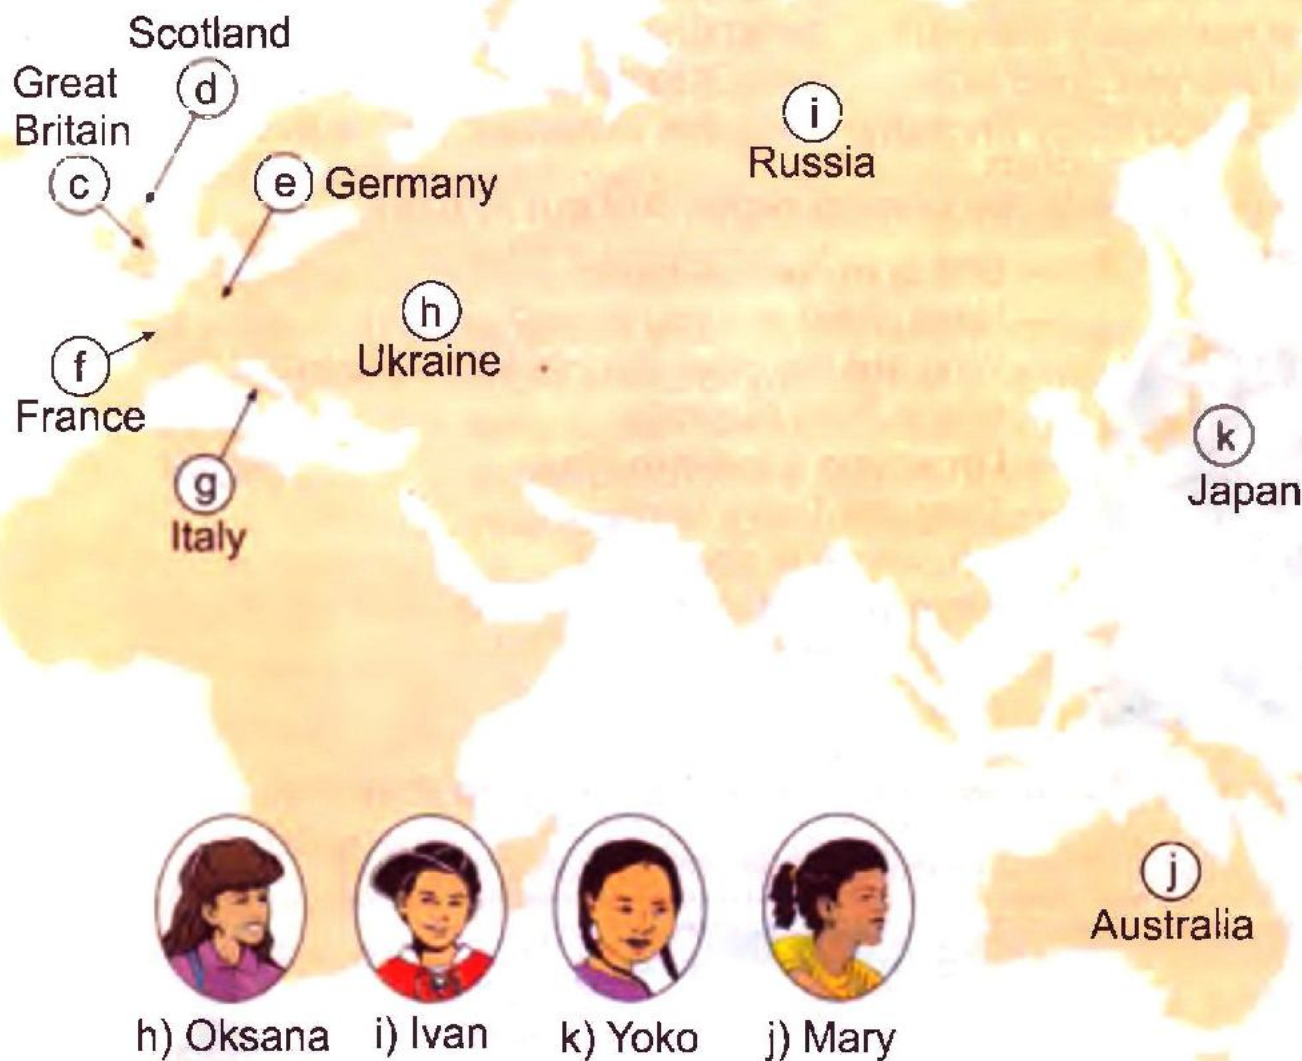 Scotland
d
Great
Britain
c
e Germany
i
Russia
h
Ukraine
f
France
k
Japan
g
Italy
j
Australia
h) Oksana i) Ivan k) Yoko j) Mary